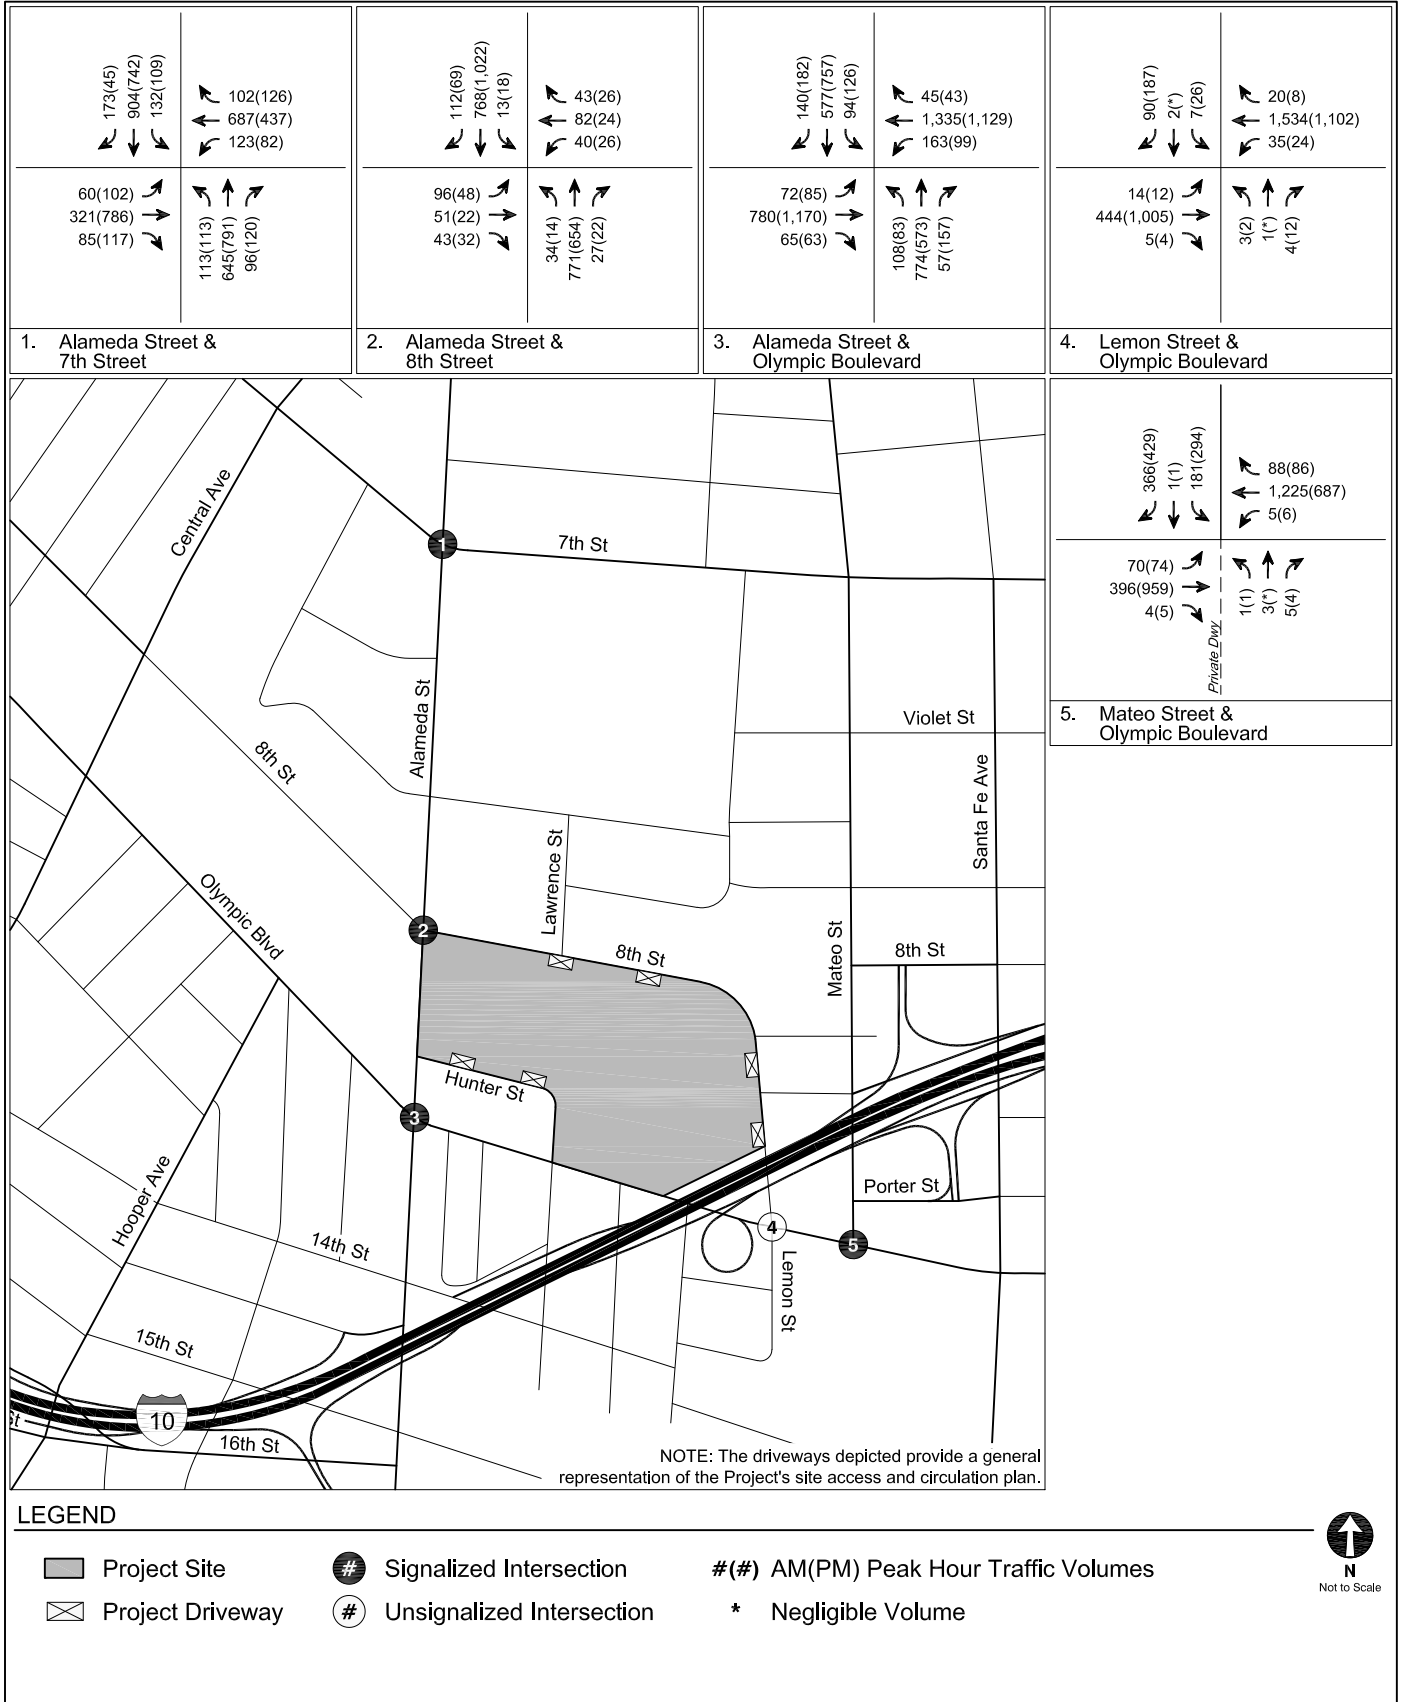 173(45)
904(742)
132(109)
102(126)
687(437)
123(82)
60(102)
321(786)
85(117)
113(113)
645(791)
96(120)
1. Alameda Street &
7th Street
112(69)
768(1,022)
13(18)
43(26)
82(24)
40(26)
96(48)
51(22)
43(32)
34(14)
771(654)
27(22)
2. Alameda Street &
8th Street
140(182)
577(757)
94(126)
45(43)
1,335(1,129)
163(99)
72(85)
780(1,170)
65(63)
108(83)
774(573)
57(157)
3. Alameda Street &
Olympic Boulevard
90(187)
2(*)
7(26)
20(8)
1,534(1,102)
35(24)
14(12)
444(1,005)
5(4)
3(2)
1(*)
4(12)
4. Lemon Street &
Olympic Boulevard
366(429)
1(1)
181(294)
88(86)
1,225(687)
5(6)
70(74)
396(959)
4(5)
1(1)
3(*)
5(4)
Private Dwy
5. Mateo Street &
Olympic Boulevard
Central Ave
1
7th St
Alameda St
8th St
Violet St
Santa Fe Ave
Lawrence St
Olympic Blvd
2
8th St
Mateo St
8th St
Hunter St
3
Hooper Ave
Porter St
14th St
4
5
Lemon St
15th St
10
St
16th St
NOTE: The driveways depicted provide a general
representation of the Project's site access and circulation plan.
LEGEND
Project Site
# Signalized Intersection
#(#) AM(PM) Peak Hour Traffic Volumes
Project Driveway
# Unsignalized Intersection
* Negligible Volume
N
Not to Scale